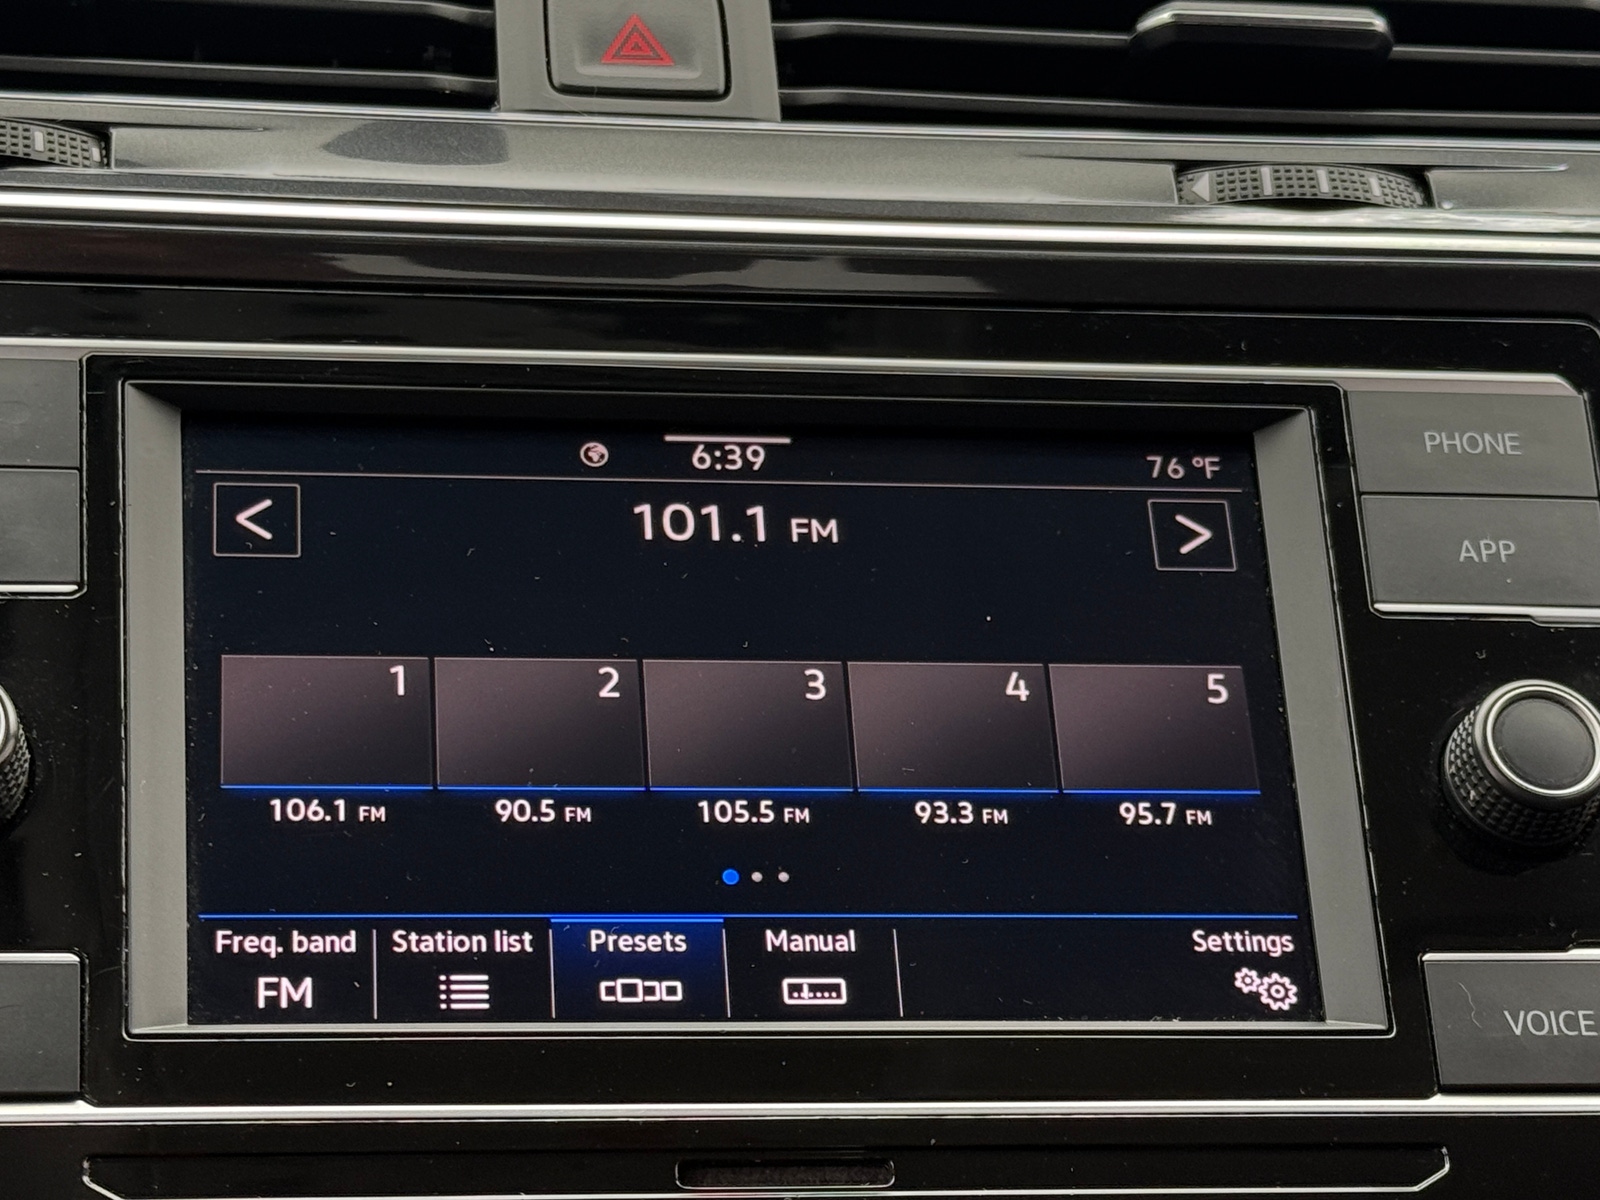 6:39
76 °F
<
101.1 FM
>
1
2
3
4
5
106.1 FM
90.5 FM
105.5 FM
93.3 FM
95.7 FM
Freq. band
Station list
Presets
Manual
Settings
FM
PHONE
APP
VOICE